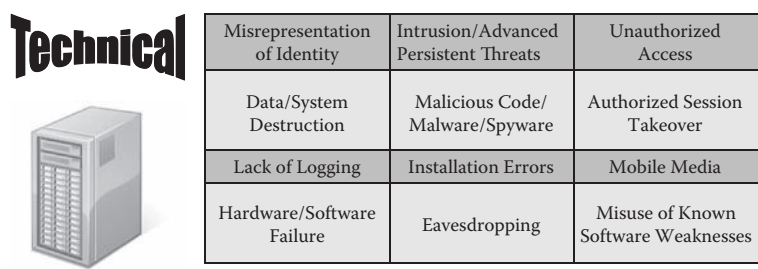 Technical
Misrepresentation
of Identity
Intrusion/Advanced
Persistent Threats
Unauthorized
Access
Data/System
Destruction
Malicious Code/
Malware/Spyware
Authorized Session
Takeover
Lack of Logging
Installation Errors
Mobile Media
Hardware/Software
Failure
Eavesdropping
Misuse of Known
Software Weaknesses